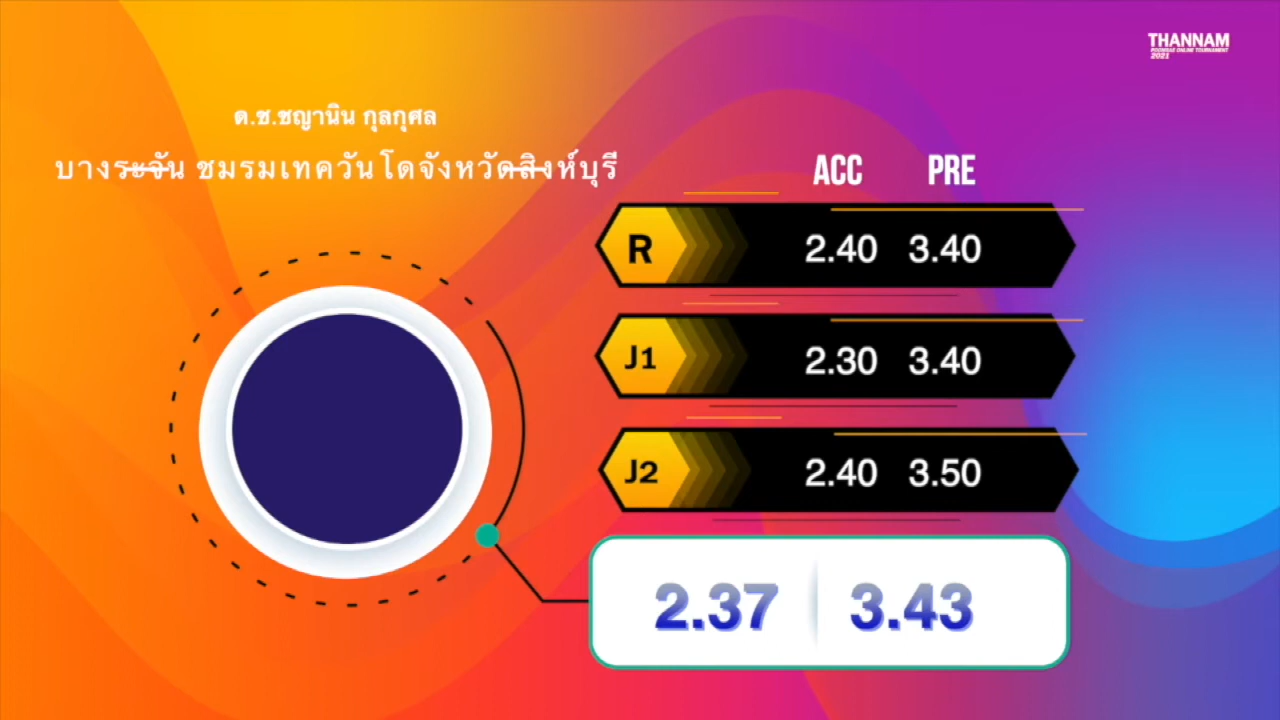 THANNAM
POOMSAE ONLINE TOURNAMENT
2021
ด.ช.ชญานิน กุลกุศล
บางระจัน ชมรมเทควันโดจังหวัดสิงห์บุรี
ACC PRE
R 2.40 3.40
J1 2.30 3.40
J2 2.40 3.50
2.37 3.43